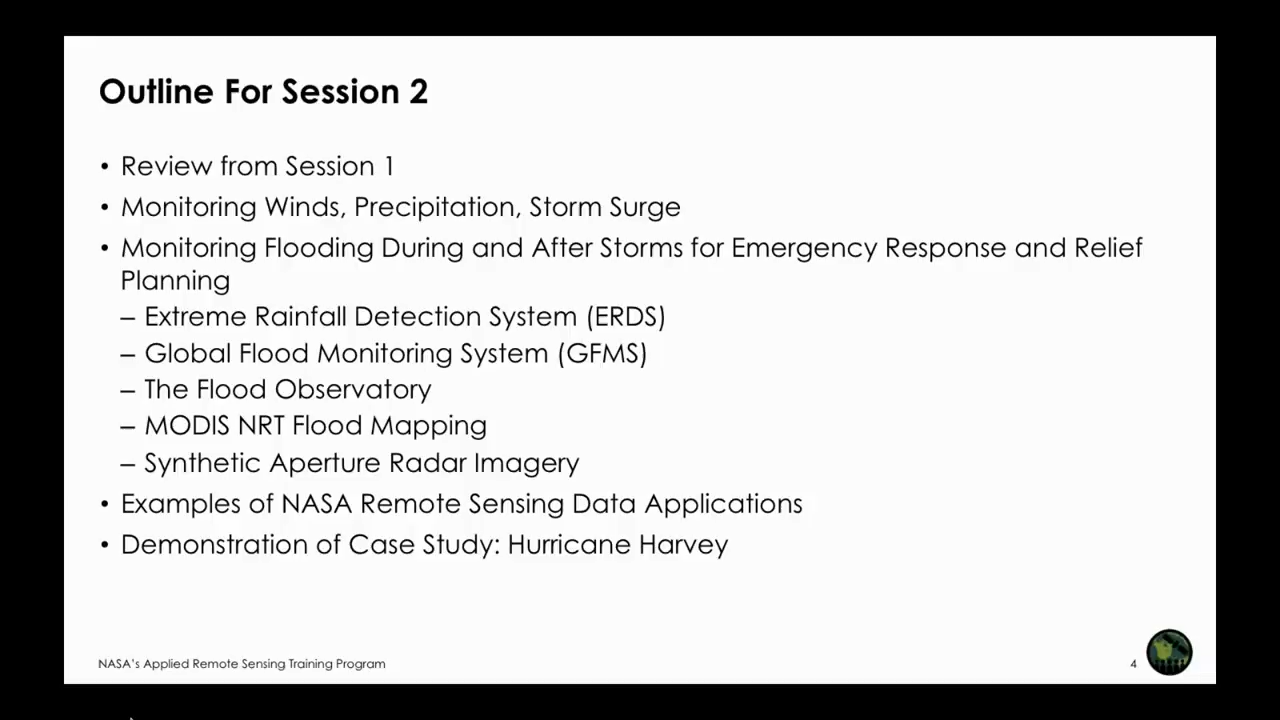 Outline For Session 2
• Review from Session 1
• Monitoring Winds, Precipitation, Storm Surge
• Monitoring Flooding During and After Storms for Emergency Response and Relief
Planning
– Extreme Rainfall Detection System (ERDS)
– Global Flood Monitoring System (GFMS)
– The Flood Observatory
– MODIS NRT Flood Mapping
– Synthetic Aperture Radar Imagery
• Examples of NASA Remote Sensing Data Applications
• Demonstration of Case Study: Hurricane Harvey
NASA's Applied Remote Sensing Training Program
4